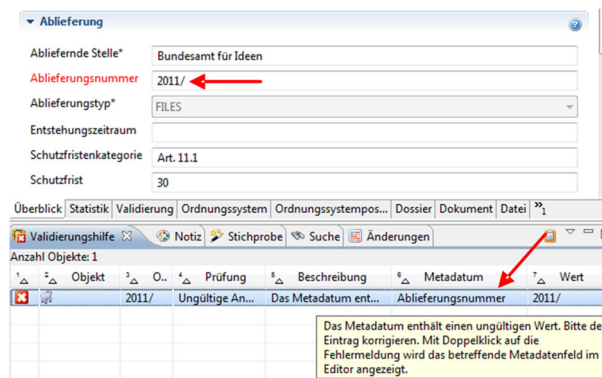 Ablieferung
Abliefernde Stelle* Bundesamt für Ideen
Ablieferungsnummer 2011/
Ablieferungstyp* FILES
Entstehungszeitraum
Schutzfristenkategorie Art. 11.1
Schutzfrist 30
Überblick Statistik Validierung Ordnungssystem Ordnungssystempos... Dossier Dokument Datei »1
Validierungshilfe Notiz Stichprobe Suche Änderungen
Anzahl Objekte: 1
1 2 Objekt 3 O.. 4 Prüfung 5 Beschreibung 6 Metadatum 7 Wert
2011/ Ungültige An... Das Metadatum ent... Ablieferungsnummer 2011/
Das Metadatum enthält einen ungültigen Wert. Bitte de
Eintrag korrigieren. Mit Doppelklick auf die
Fehlermeldung wird das betreffende Metadatenfeld im
Editor angezeigt.